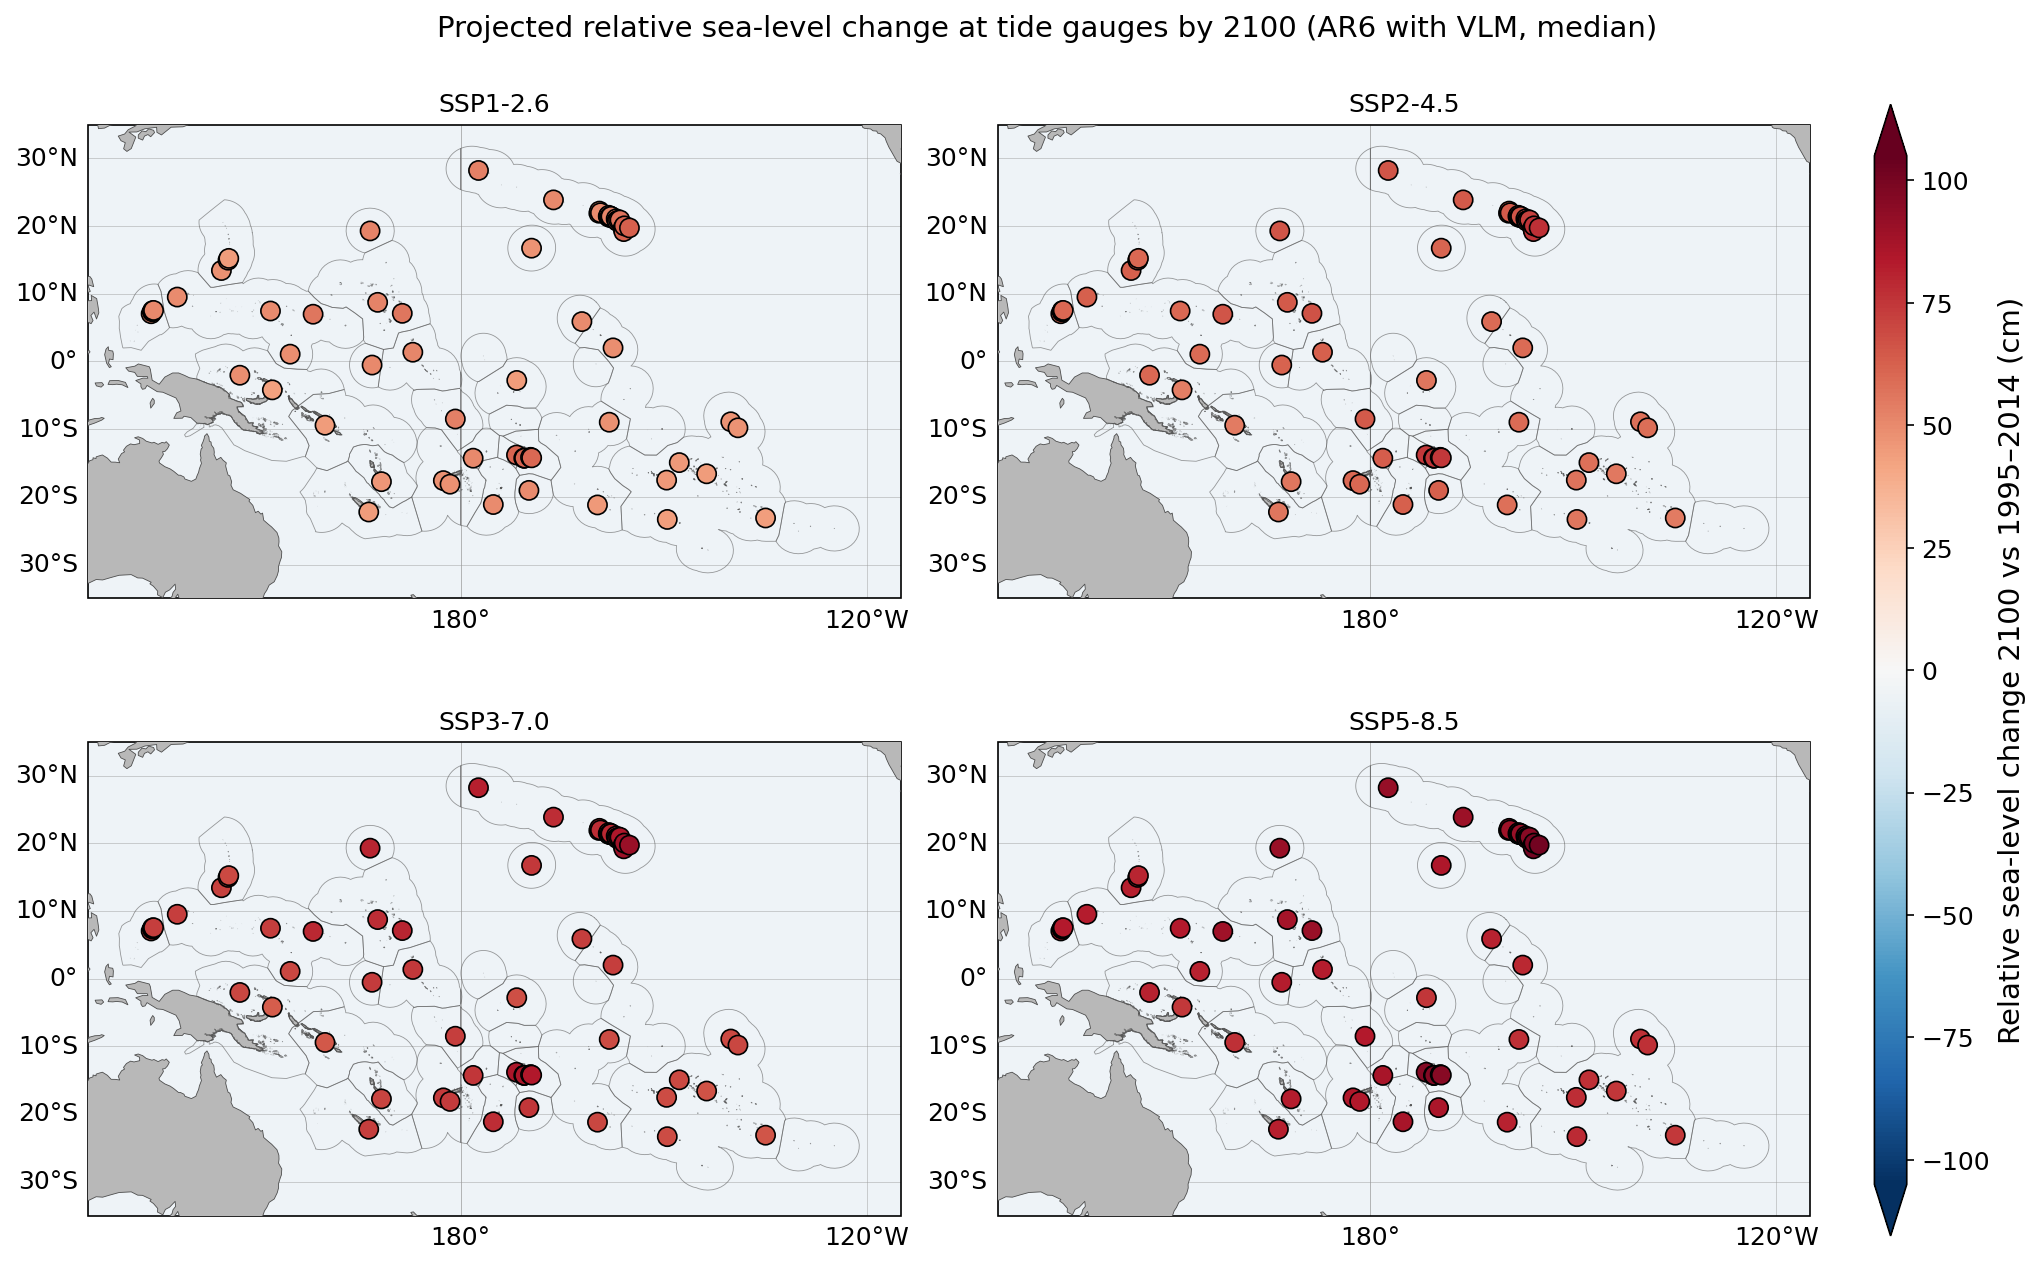 Projected relative sea-level change at tide gauges by 2100 (AR6 with VLM, median)
SSP1-2.6
30°N
20°N
10°N
0°
10°S
20°S
30°S
180°
120°W
SSP2-4.5
30°N
20°N
10°N
0°
10°S
20°S
30°S
180°
120°W
SSP3-7.0
30°N
20°N
10°N
0°
10°S
20°S
30°S
180°
120°W
SSP5-8.5
30°N
20°N
10°N
0°
10°S
20°S
30°S
180°
120°W
100
75
50
25
0
−25
−50
−75
−100
Relative sea-level change 2100 vs 1995–2014 (cm)